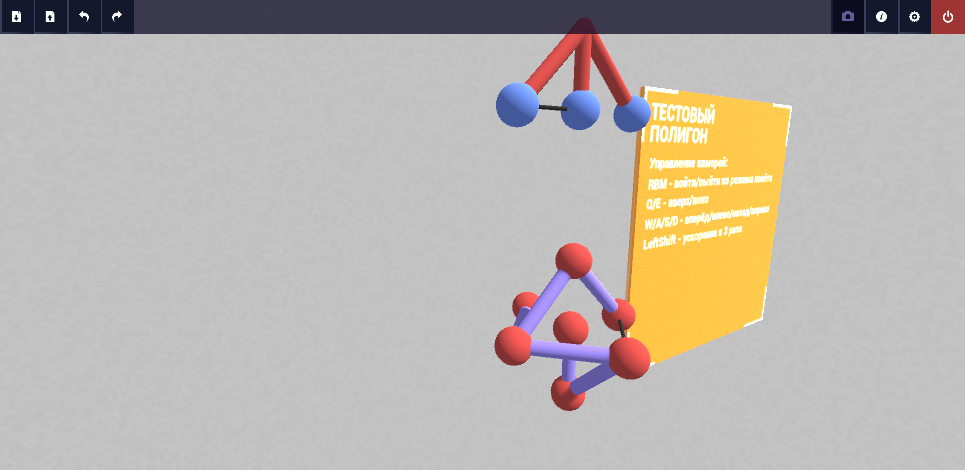 ТЕСТОВЫЙ
ПОЛИГОН
Управление камерой:
RBM - войти/выйти из режима полёта
Q/E - вверх/вниз
W/A/S/D - вперёд/влево/назад/вправо
LeftShift - ускорение в 3 раза